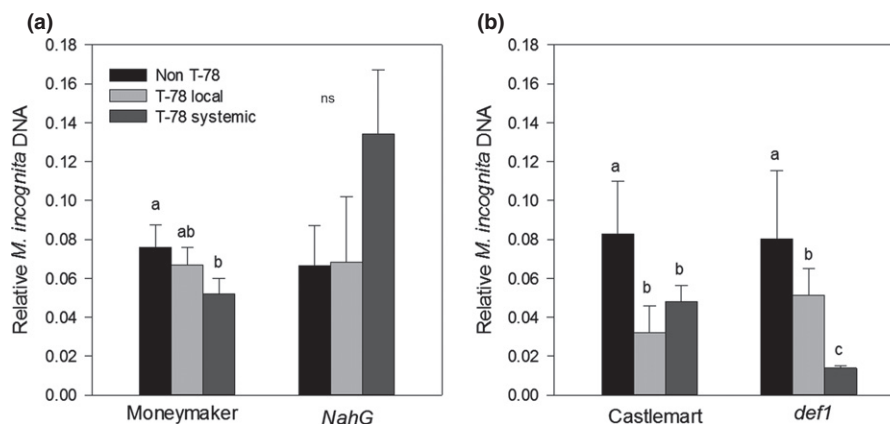 (a)
0.18
0.16
0.14
0.12
0.10
0.08
0.06
0.04
0.02
0.00
Relative M. incognita DNA
Non T-78
T-78 local
T-78 systemic
a
ab
b
ns
Moneymaker
NahG
(b)
0.18
0.16
0.14
0.12
0.10
0.08
0.06
0.04
0.02
0.00
Relative M. incognita DNA
a
b
b
a
b
c
Castlemart
def1